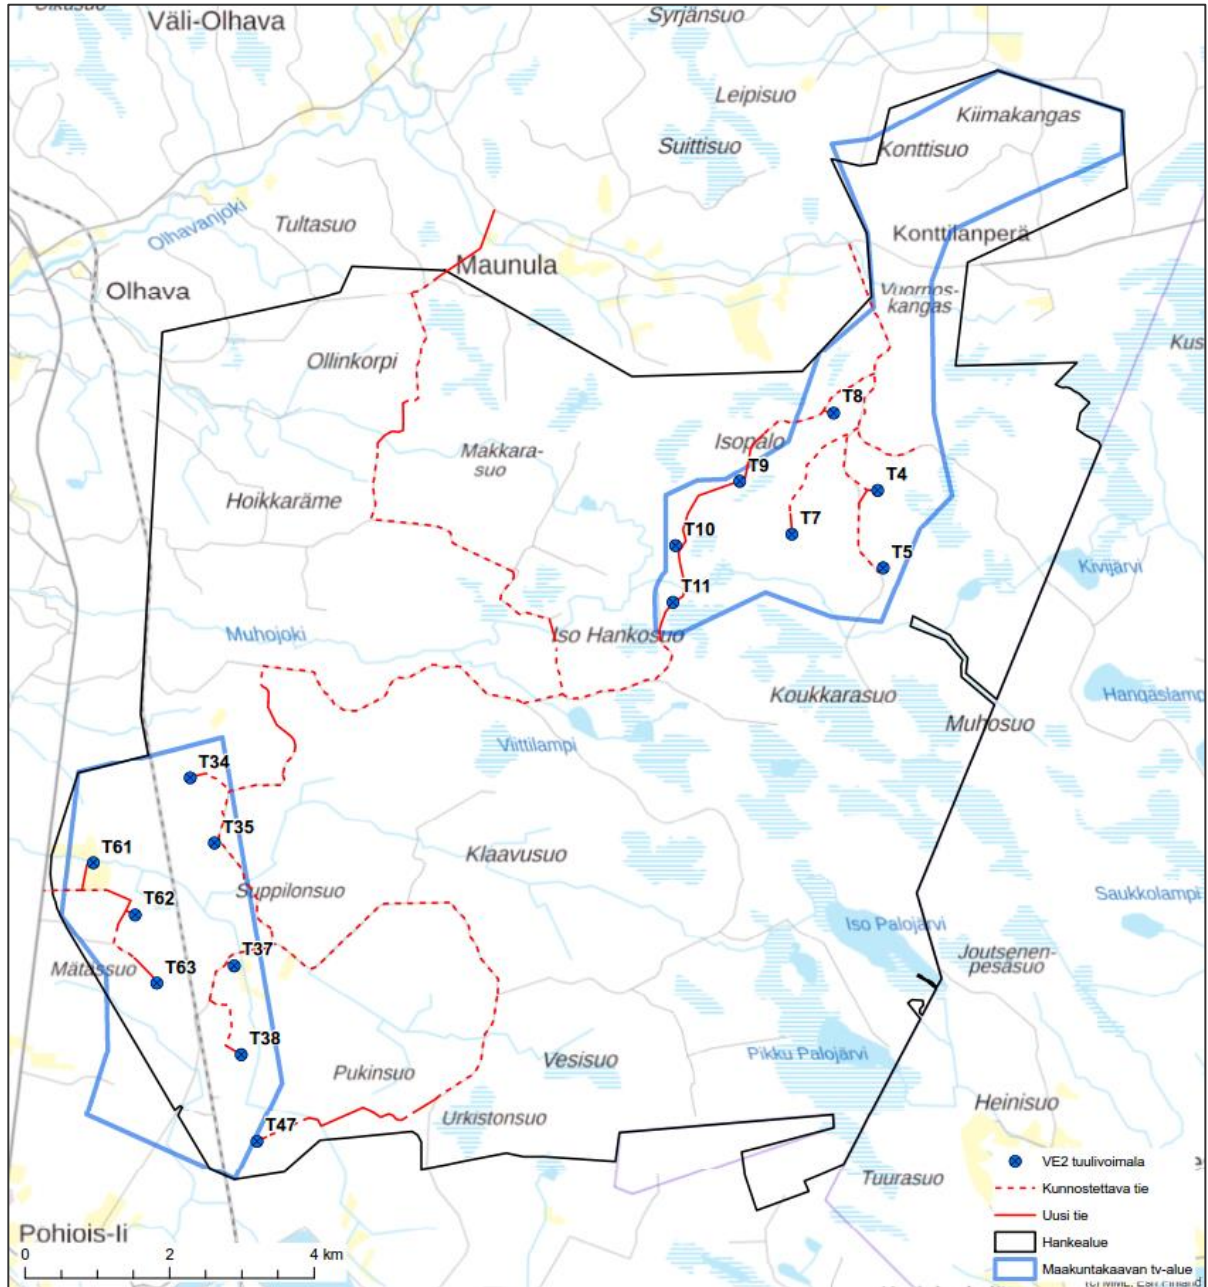 Väli-Olhava
Syrjänsuo
Leipisuo
Kiimakangas
Suittisuo
Konttisuo
Olhavanjoki
Tultasuo
Konttilanperä
Maunula
Olhava
Vuornos-
kangas
Kus
Ollinkorpi
T8
Isopalo
Makkara-
suo
T9
T4
Hoikkaräme
T10
T7
T5
Kivijärvi
T11
Muhojoki
Iso Hankosuo
Koukkarasuo
Hangaslamp
Muhosuo
Viittilampi
T34
T35
T61
Klaavusuo
Suppilonsuo
Saukkolampi
T62
Iso Palojärvi
T37
Joutsenen-
pesäsuo
Mätässuo
T63
T38
Vesisuo
Pikku Palojärvi
Pukinsuo
Heinisuo
T47
Urkistonsuo
Tuurasuo
VE2 tuulivoimala
Kunnostettava tie
Uusi tie
Hankealue
Maakuntakaavan tv-alue
Pohjois-Ii
0 2 4 km